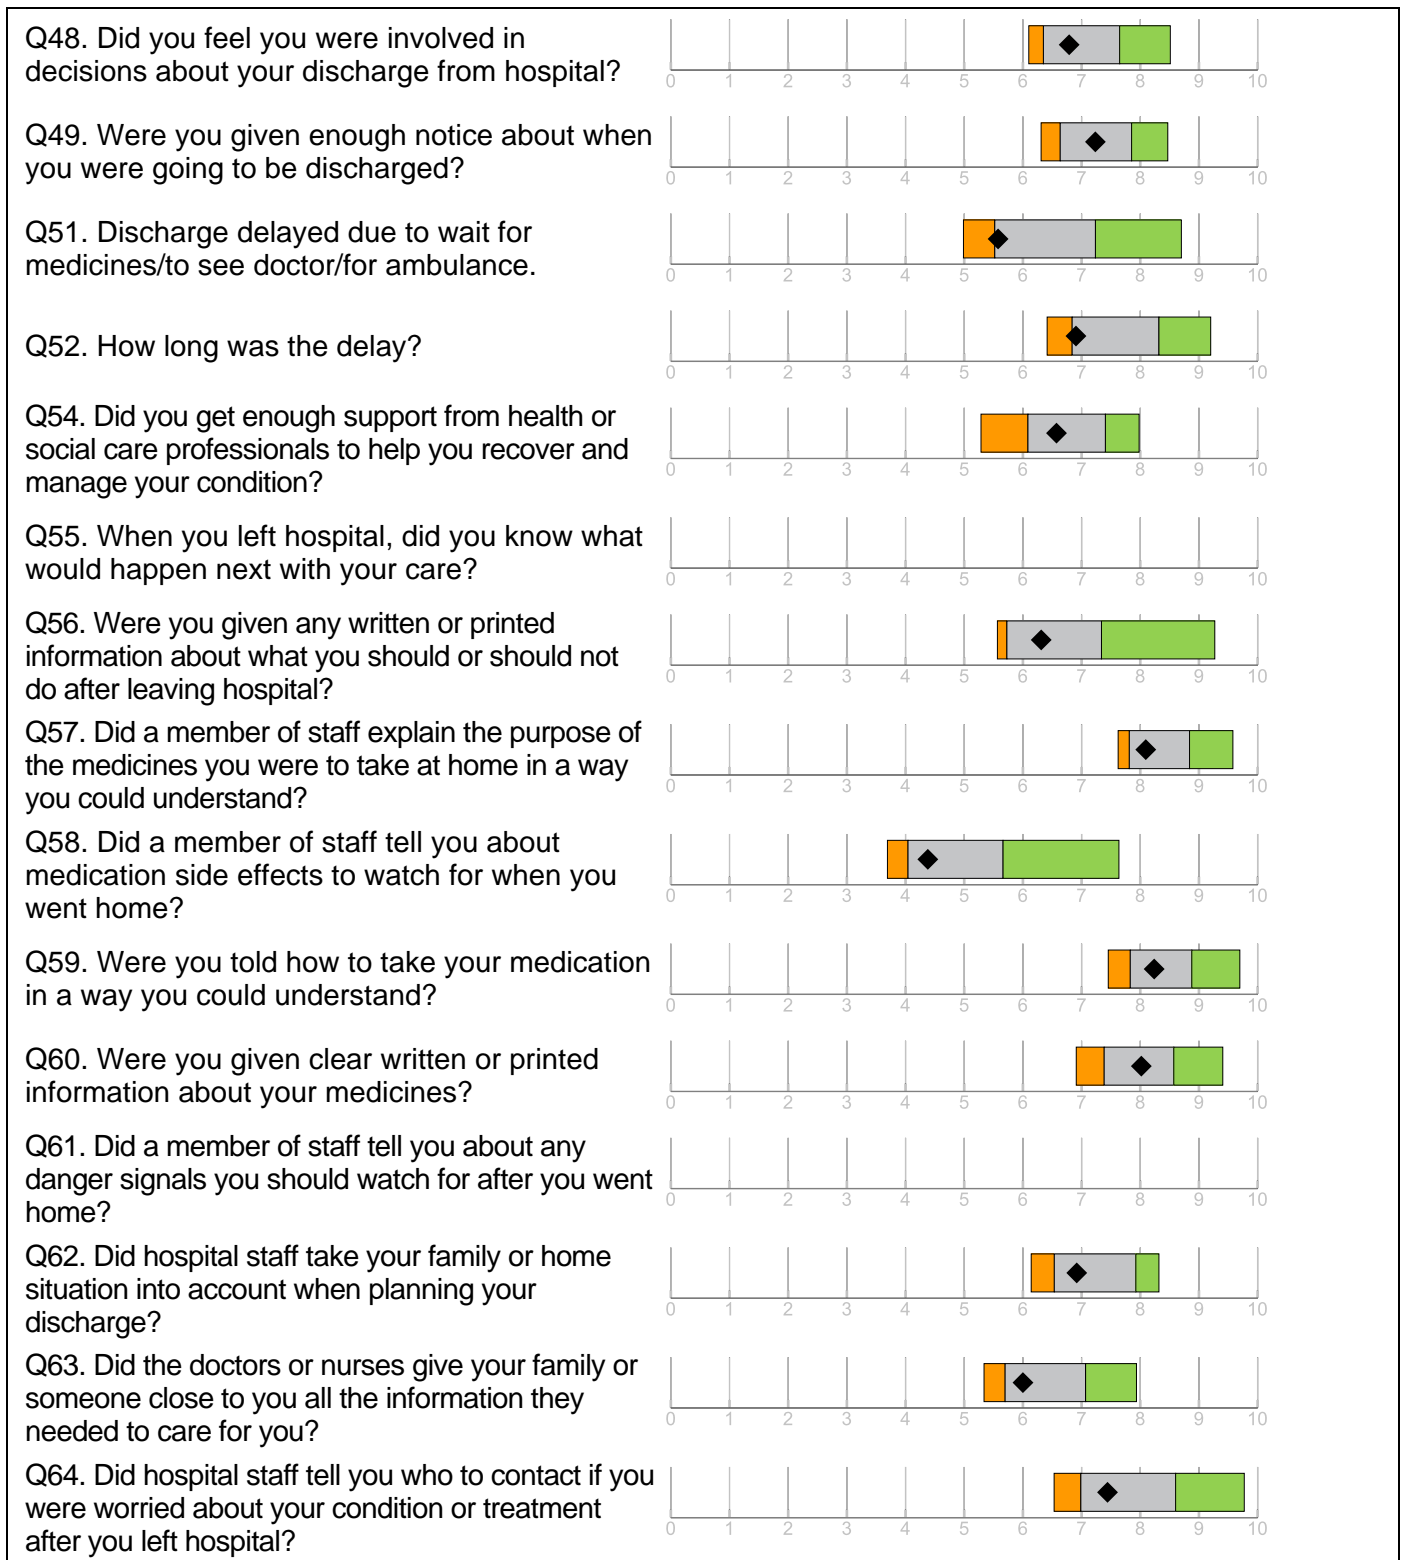 Q48. Did you feel you were involved in
decisions about your discharge from hospital?
0 1 2 3 4 5 6 7 8 9 10
Q49. Were you given enough notice about when
you were going to be discharged?
0 1 2 3 4 5 6 7 8 9 10
Q51. Discharge delayed due to wait for
medicines/to see doctor/for ambulance.
0 1 2 3 4 5 6 7 8 9 10
Q52. How long was the delay?
0 1 2 3 4 5 6 7 8 9 10
Q54. Did you get enough support from health or
social care professionals to help you recover and
manage your condition?
0 1 2 3 4 5 6 7 8 9 10
Q55. When you left hospital, did you know what
would happen next with your care?
0 1 2 3 4 5 6 7 8 9 10
Q56. Were you given any written or printed
information about what you should or should not
do after leaving hospital?
0 1 2 3 4 5 6 7 8 9 10
Q57. Did a member of staff explain the purpose of
the medicines you were to take at home in a way
you could understand?
0 1 2 3 4 5 6 7 8 9 10
Q58. Did a member of staff tell you about
medication side effects to watch for when you
went home?
0 1 2 3 4 5 6 7 8 9 10
Q59. Were you told how to take your medication
in a way you could understand?
0 1 2 3 4 5 6 7 8 9 10
Q60. Were you given clear written or printed
information about your medicines?
0 1 2 3 4 5 6 7 8 9 10
Q61. Did a member of staff tell you about any
danger signals you should watch for after you went
home?
0 1 2 3 4 5 6 7 8 9 10
Q62. Did hospital staff take your family or home
situation into account when planning your
discharge?
0 1 2 3 4 5 6 7 8 9 10
Q63. Did the doctors or nurses give your family or
someone close to you all the information they
needed to care for you?
0 1 2 3 4 5 6 7 8 9 10
Q64. Did hospital staff tell you who to contact if you
were worried about your condition or treatment
after you left hospital?
0 1 2 3 4 5 6 7 8 9 10